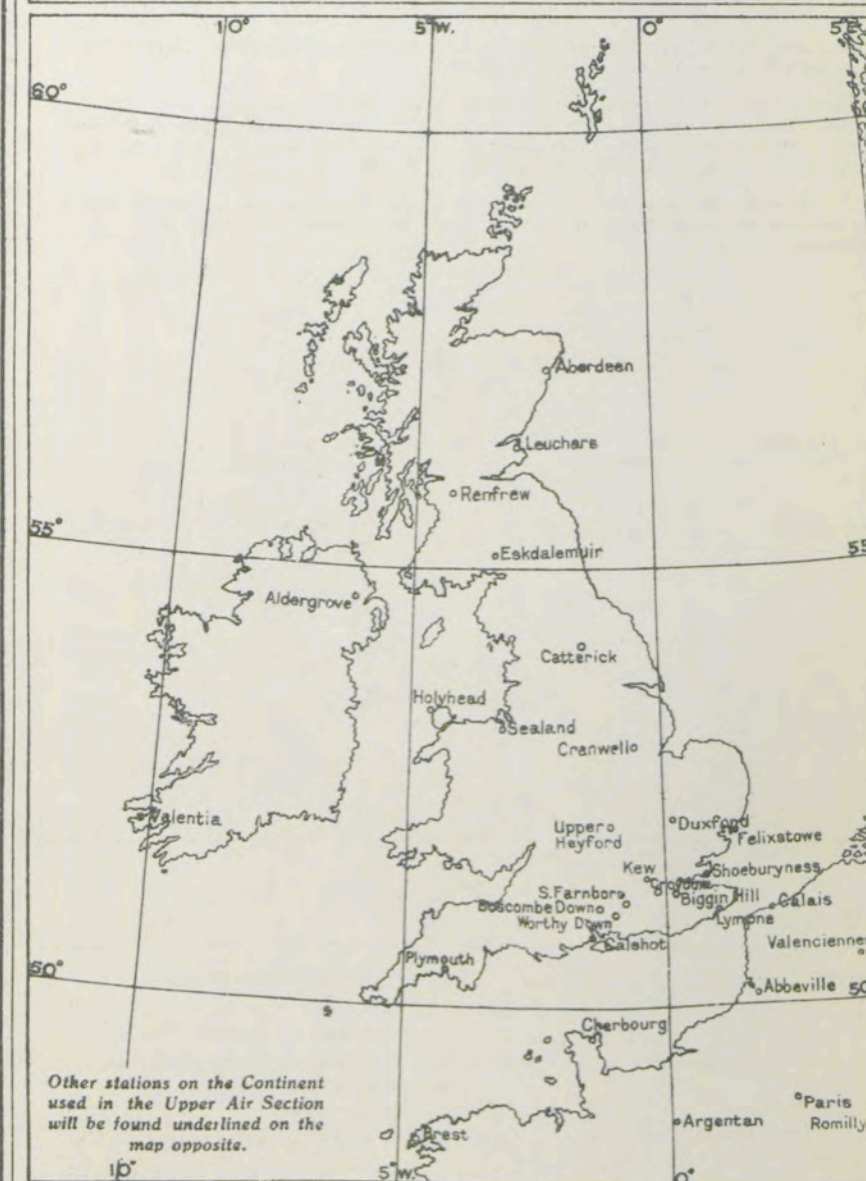 10°
5°W.
0°
5°
60°
Aberdeen
Leuchars
Renfrew
55°
55
Eskdalemuir
Aldergrove
Catterick
Holyhead
Sealand
Cranwell
Valentia
Duxford
Upper
Heyford
Felixstowe
Kew
Shoeburyness
Croydon
S. Farnboro
Biggin Hill
Boscombe Down
Calais
Lympne
Worthy Down
Calshot
Valenciennes
Plymouth
50°
Abbeville
50
Cherbourg
Other stations on the Continent
used in the Upper Air Section
will be found underlined on the
map opposite.
Paris
Argentan
Romilly
Brest
10°
5°W.
0°